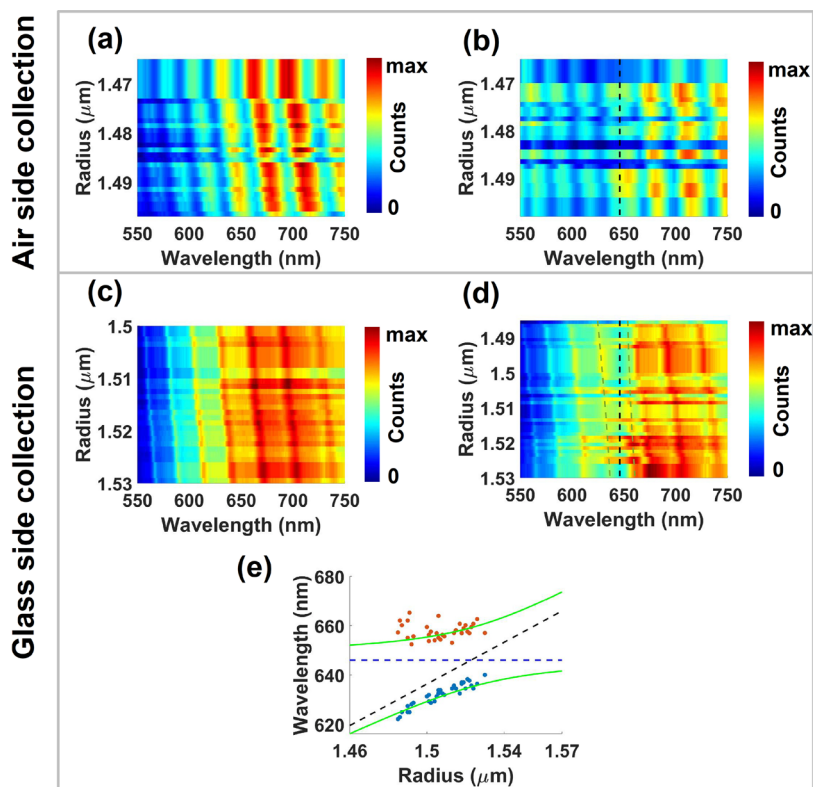 Air side collection
(a)
Radius (μm)
1.47
1.48
1.49
550 600 650 700 750
Wavelength (nm)
max
Counts
0
(b)
Radius (μm)
1.47
1.48
1.49
550 600 650 700 750
Wavelength (nm)
max
Counts
0
Glass side collection
(c)
Radius (μm)
1.5
1.51
1.52
1.53
550 600 650 700 750
Wavelength (nm)
max
Counts
0
(d)
Radius (μm)
1.49
1.5
1.51
1.52
1.53
550 600 650 700 750
Wavelength (nm)
max
Counts
0
(e)
Wavelength (nm)
680
660
640
620
1.46 1.5 1.54 1.57
Radius (μm)